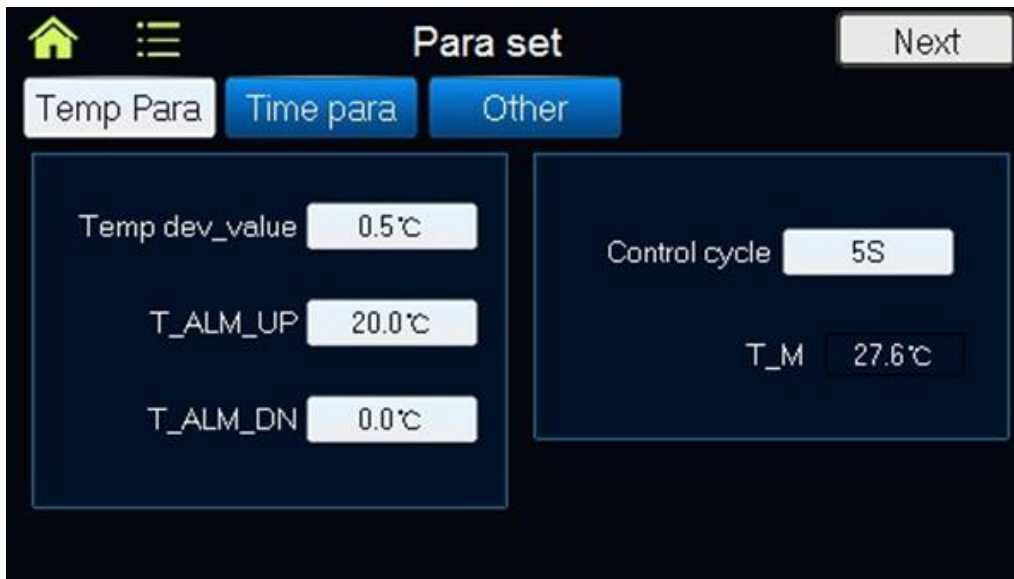 Para set
Next
Temp Para
Time para
Other
Temp dev_value 0.5℃
T_ALM_UP 20.0℃
T_ALM_DN 0.0℃
Control cycle 5S
T_M 27.6℃